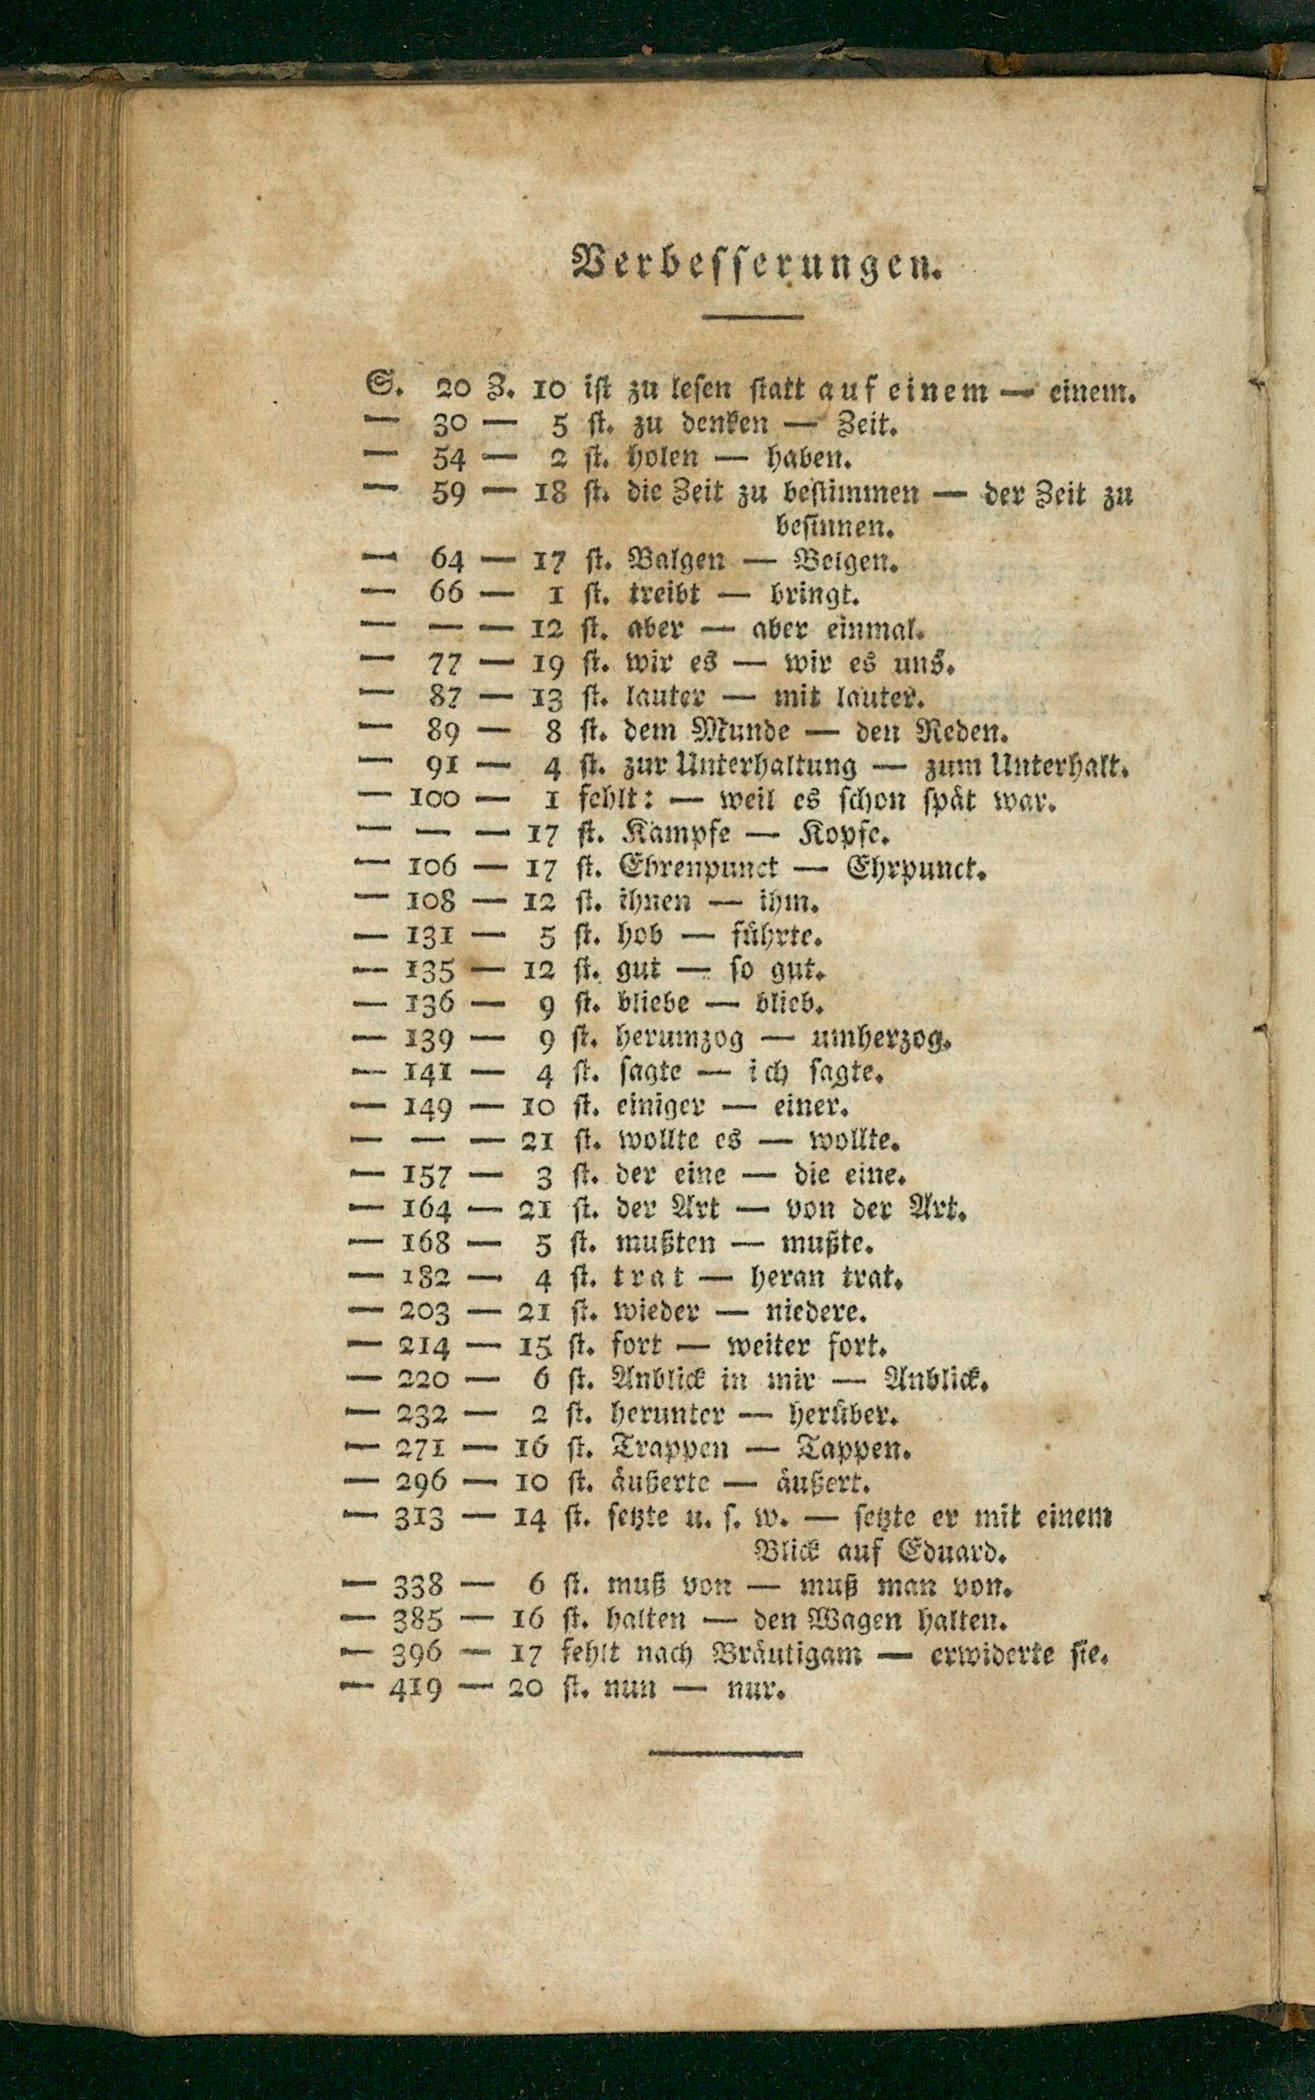 Verbesserungen.
S. 20 Z. 10 ist zu lesen statt auf einem — einem.
— 30 — 5 st. zu denken — Zeit.
— 54 — 2 st. holen — haben.
— 59 — 18 st. die Zeit zu bestimmen — der Zeit zu
besinnen.
— 64 — 17 st. Balgen — Belgen.
— 66 — 1 st. treibt — bringt.
— — — 12 st. aber — aber einmal.
— 77 — 19 st. wir es — wir es uns.
— 87 — 13 st. lauter — mit lauter.
— 89 — 8 st. dem Munde — den Reden.
— 91 — 4 st. zur Unterhaltung — zum Unterhalt.
— 100 — 1 fehlt: — weil es schon spät war.
— — — 17 st. Kampfe — Kopfe.
— 106 — 17 st. Ehrenpunct — Ehrpunct.
— 108 — 12 st. ihnen — ihm.
— 131 — 5 st. hob — führte.
— 135 — 12 st. gut — so gut.
— 136 — 9 st. bliebe — blieb.
— 139 — 9 st. herumzog — umherzog.
— 141 — 4 st. sagte — ich sagte.
— 149 — 10 st. einiger — einer.
— — — 21 st. wollte es — wollte.
— 157 — 3 st. der eine — die eine.
— 164 — 21 st. der Art — von der Art.
— 168 — 5 st. mußten — mußte.
— 182 — 4 st. trat — heran trat.
— 203 — 21 st. wieder — niedere.
— 214 — 15 st. fort — weiter fort.
— 220 — 6 st. Anblick in mir — Anblick.
— 232 — 2 st. herunter — herüber.
— 271 — 16 st. Trappen — Tappen.
— 296 — 10 st. äußerte — äußert.
— 313 — 14 st. setzte u. s. w. — setzte er mit einem
Blick auf Eduard.
— 338 — 6 st. muß von — muß man von.
— 385 — 16 st. halten — den Wagen halten.
— 396 — 17 fehlt nach Bräutigam — erwiderte sie.
— 419 — 20 st. nun — nur.